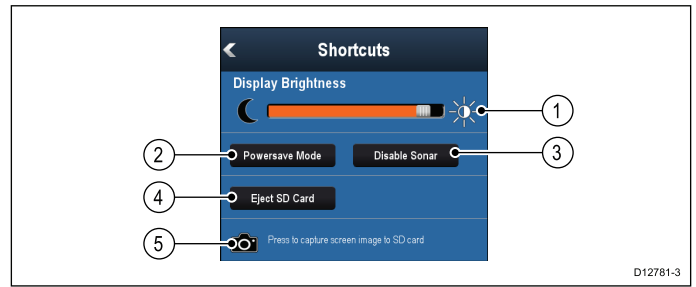 Shortcuts
Display Brightness
1
2 Powersave Mode Disable Sonar 3
4 Eject SD Card
5 Press to capture screen image to SD card
D12781-3